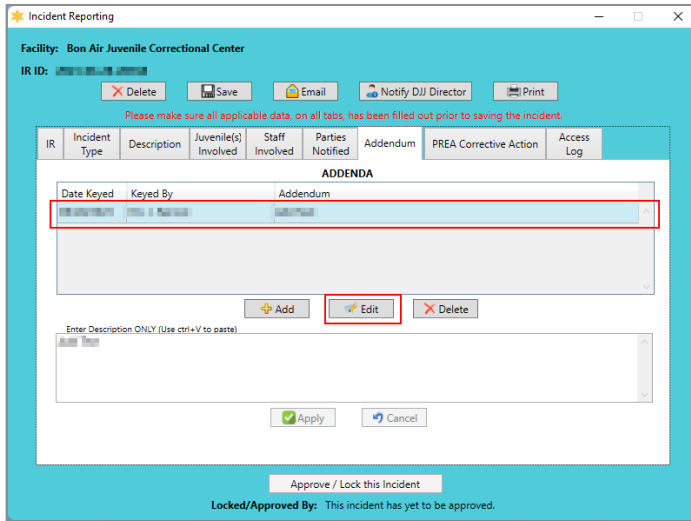 Incident Reporting
Facility: Bon Air Juvenile Correctional Center
IR ID:
Delete Save Email Notify DJJ Director Print
Please make sure all applicable data, on all tabs, has been filled out prior to saving the incident.
IR Incident Type Description Juvenile(s) Involved Staff Involved Parties Notified Addendum PREA Corrective Action Access Log
ADDENDA
Date Keyed Keyed By Addendum
Add Edit Delete
Enter Description ONLY (Use ctrl+V to paste)
Apply Cancel
Approve / Lock this Incident
Locked/Approved By: This incident has yet to be approved.